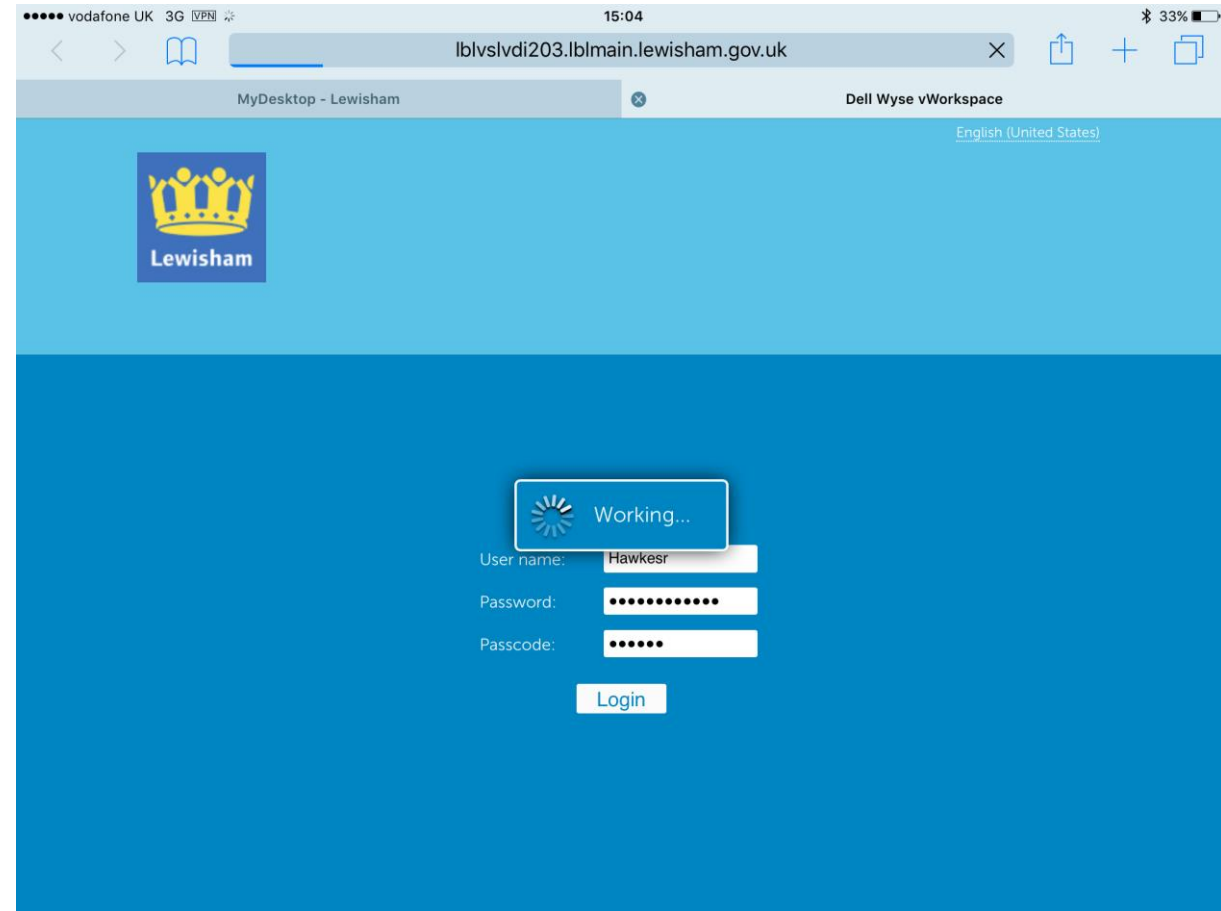 vodafone UK 3G VPN 15:04 33%
lblvslvdi203.lblmain.lewisham.gov.uk
MyDesktop - Lewisham Dell Wyse vWorkspace
English (United States)
Lewisham
Working...
User name: Hawkesr
Password: ••••••••••••
Passcode: ••••••
Login